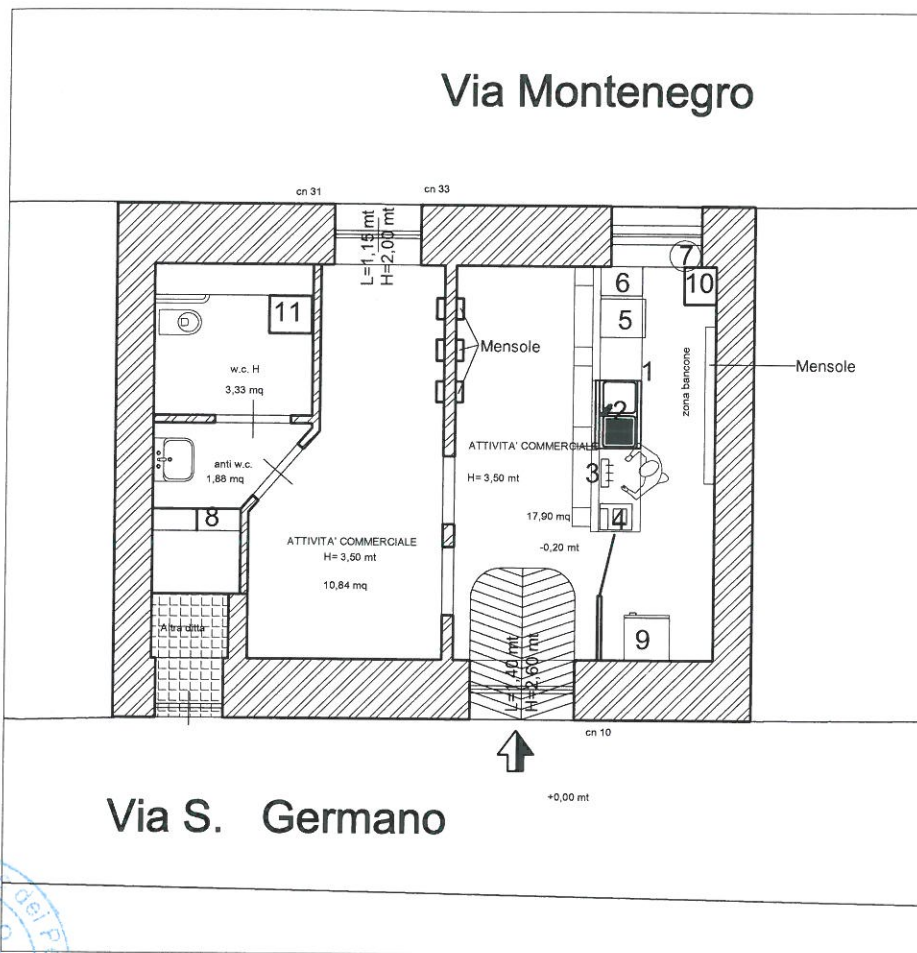 Via Montenegro
cn 31
cn 33
L=1,15 mt
H=2,00 mt
7
6
10
11
5
Mensole
1
Mensole
w.c. H
3,33 mq
zona bancone
2
ATTIVITA' COMMERCIALE
H= 3,50 mt
3
anti w.c.
1,88 mq
17,90 mq
4
8
-0,20 mt
ATTIVITA' COMMERCIALE
H= 3,50 mt
10,84 mq
Altra ditta
9
L=1,40 mt
H=2,60 mt
cn 10
+0,00 mt
Via S. Germano
dei P